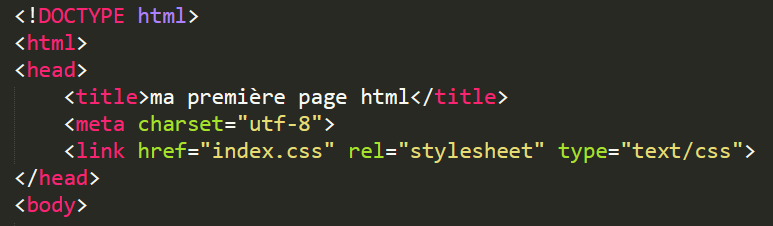 <!DOCTYPE html>
<html>
<head>
<title>ma première page html</title>
<meta charset="utf-8">
<link href="index.css" rel="stylesheet" type="text/css">
</head>
<body>